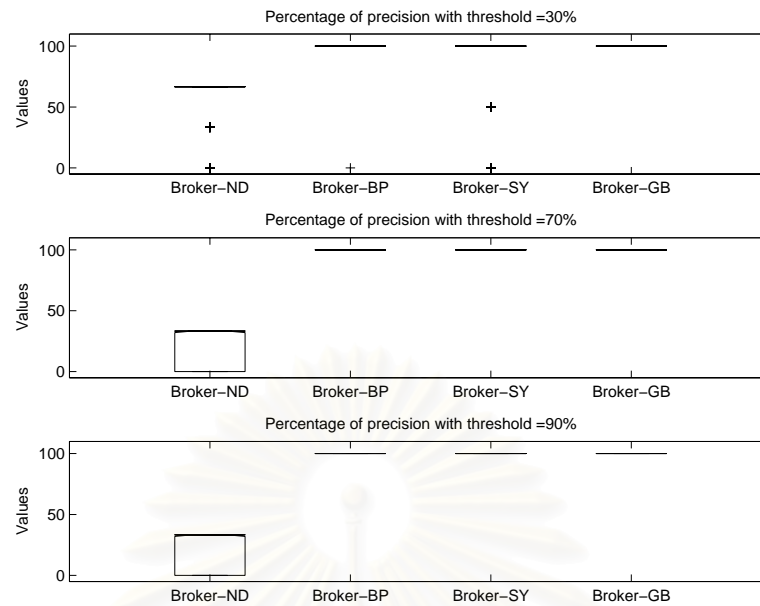 Percentage of precision with threshold =30%
100
50
0
Values
Broker−ND Broker−BP Broker−SY Broker−GB
Percentage of precision with threshold =70%
100
50
0
Values
Broker−ND Broker−BP Broker−SY Broker−GB
Percentage of precision with threshold =90%
100
50
0
Values
Broker−ND Broker−BP Broker−SY Broker−GB